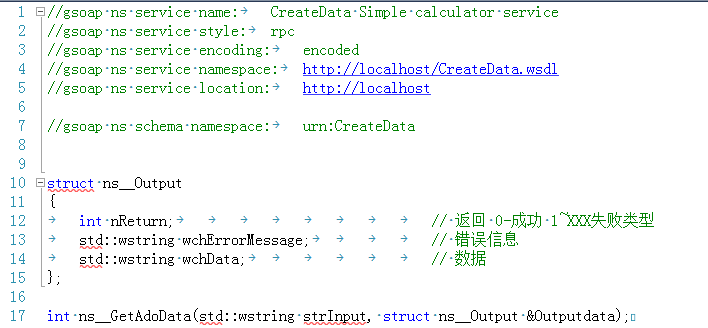 1 //gsoap ns service name: CreateData Simple calculator service
2 //gsoap ns service style: rpc
3 //gsoap ns service encoding: encoded
4 //gsoap ns service namespace: http://localhost/CreateData.wsdl
5 //gsoap ns service location: http://localhost
6
7 //gsoap ns schema namespace: urn:CreateData
8
9
10 struct ns__Output
11 {
12 int nReturn; // 返回 0-成功 1~XXX失败类型
13 std::wstring wchErrorMessage; // 错误信息
14 std::wstring wchData; // 数据
15 };
16
17 int ns__GetAdoData(std::wstring strInput, struct ns__Output &Outputdata);